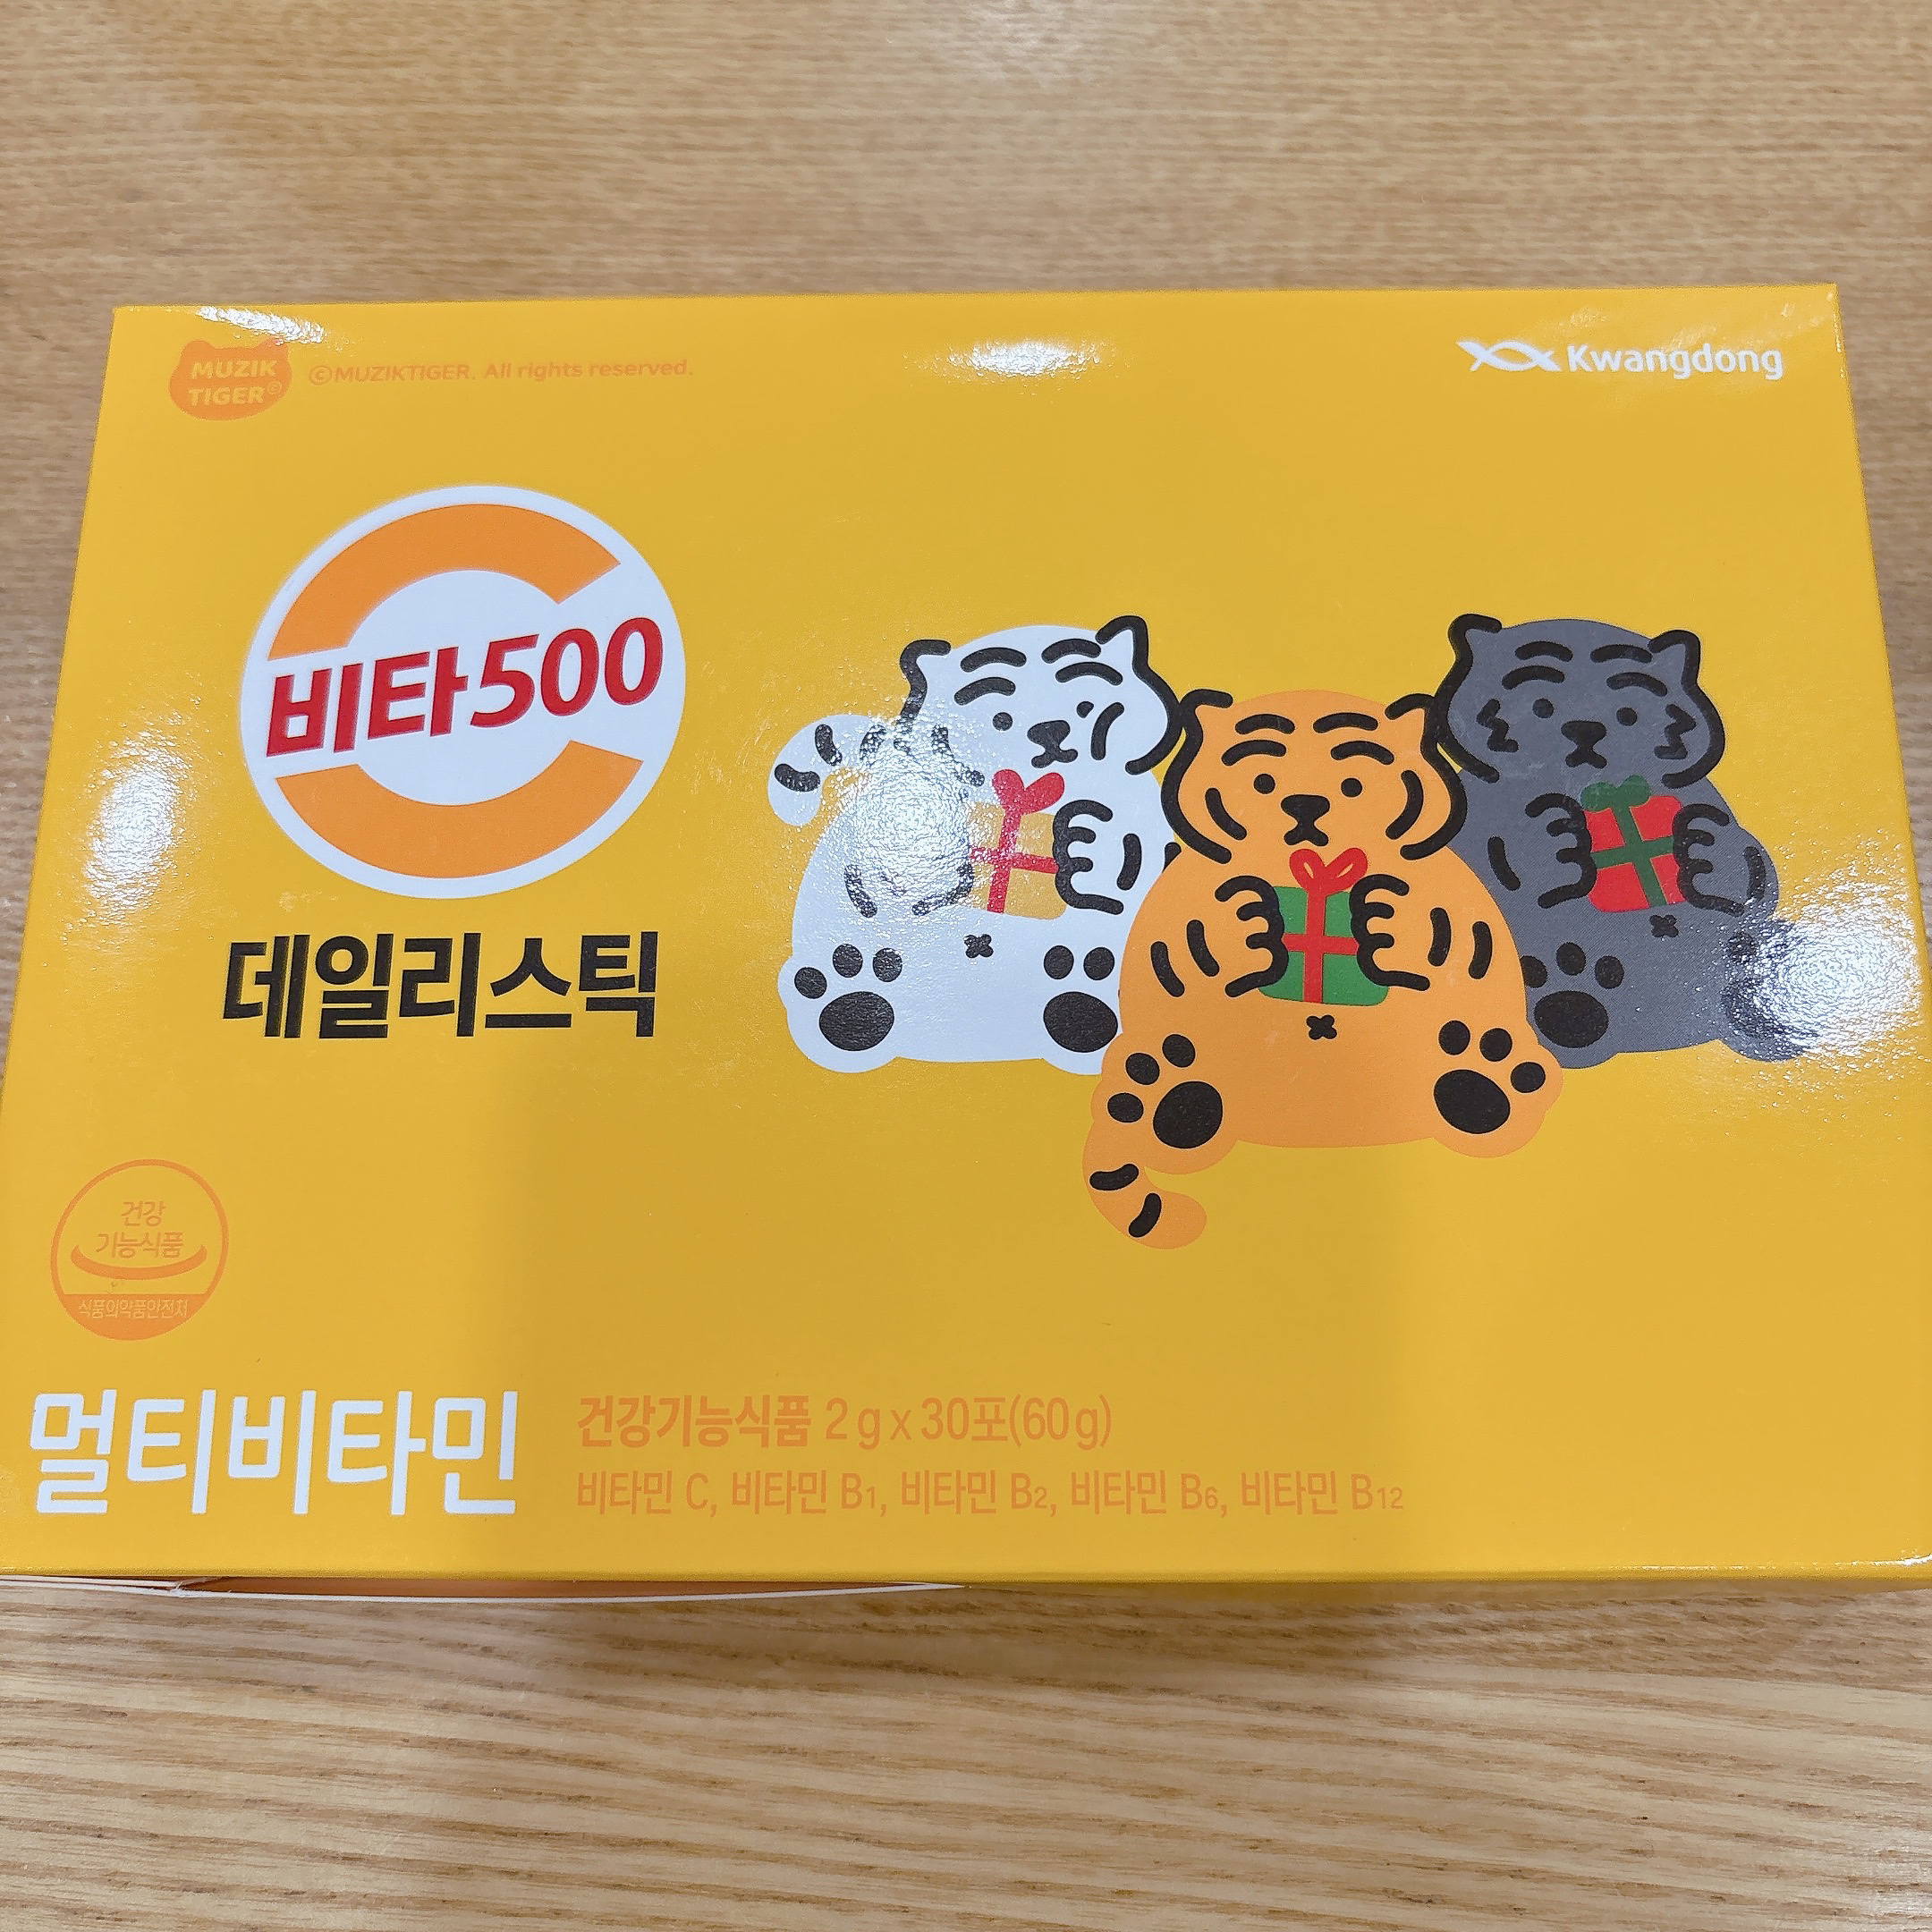 MUZIK
TIGER©
©MUZIKTIGER. All rights reserved.
Kwangdong
비타500
데일리스틱
건강
기능식품
식품의약품안전처
멀티비타민
건강기능식품 2g x 30포(60g)
비타민 C, 비타민 B1, 비타민 B2, 비타민 B6, 비타민 B12